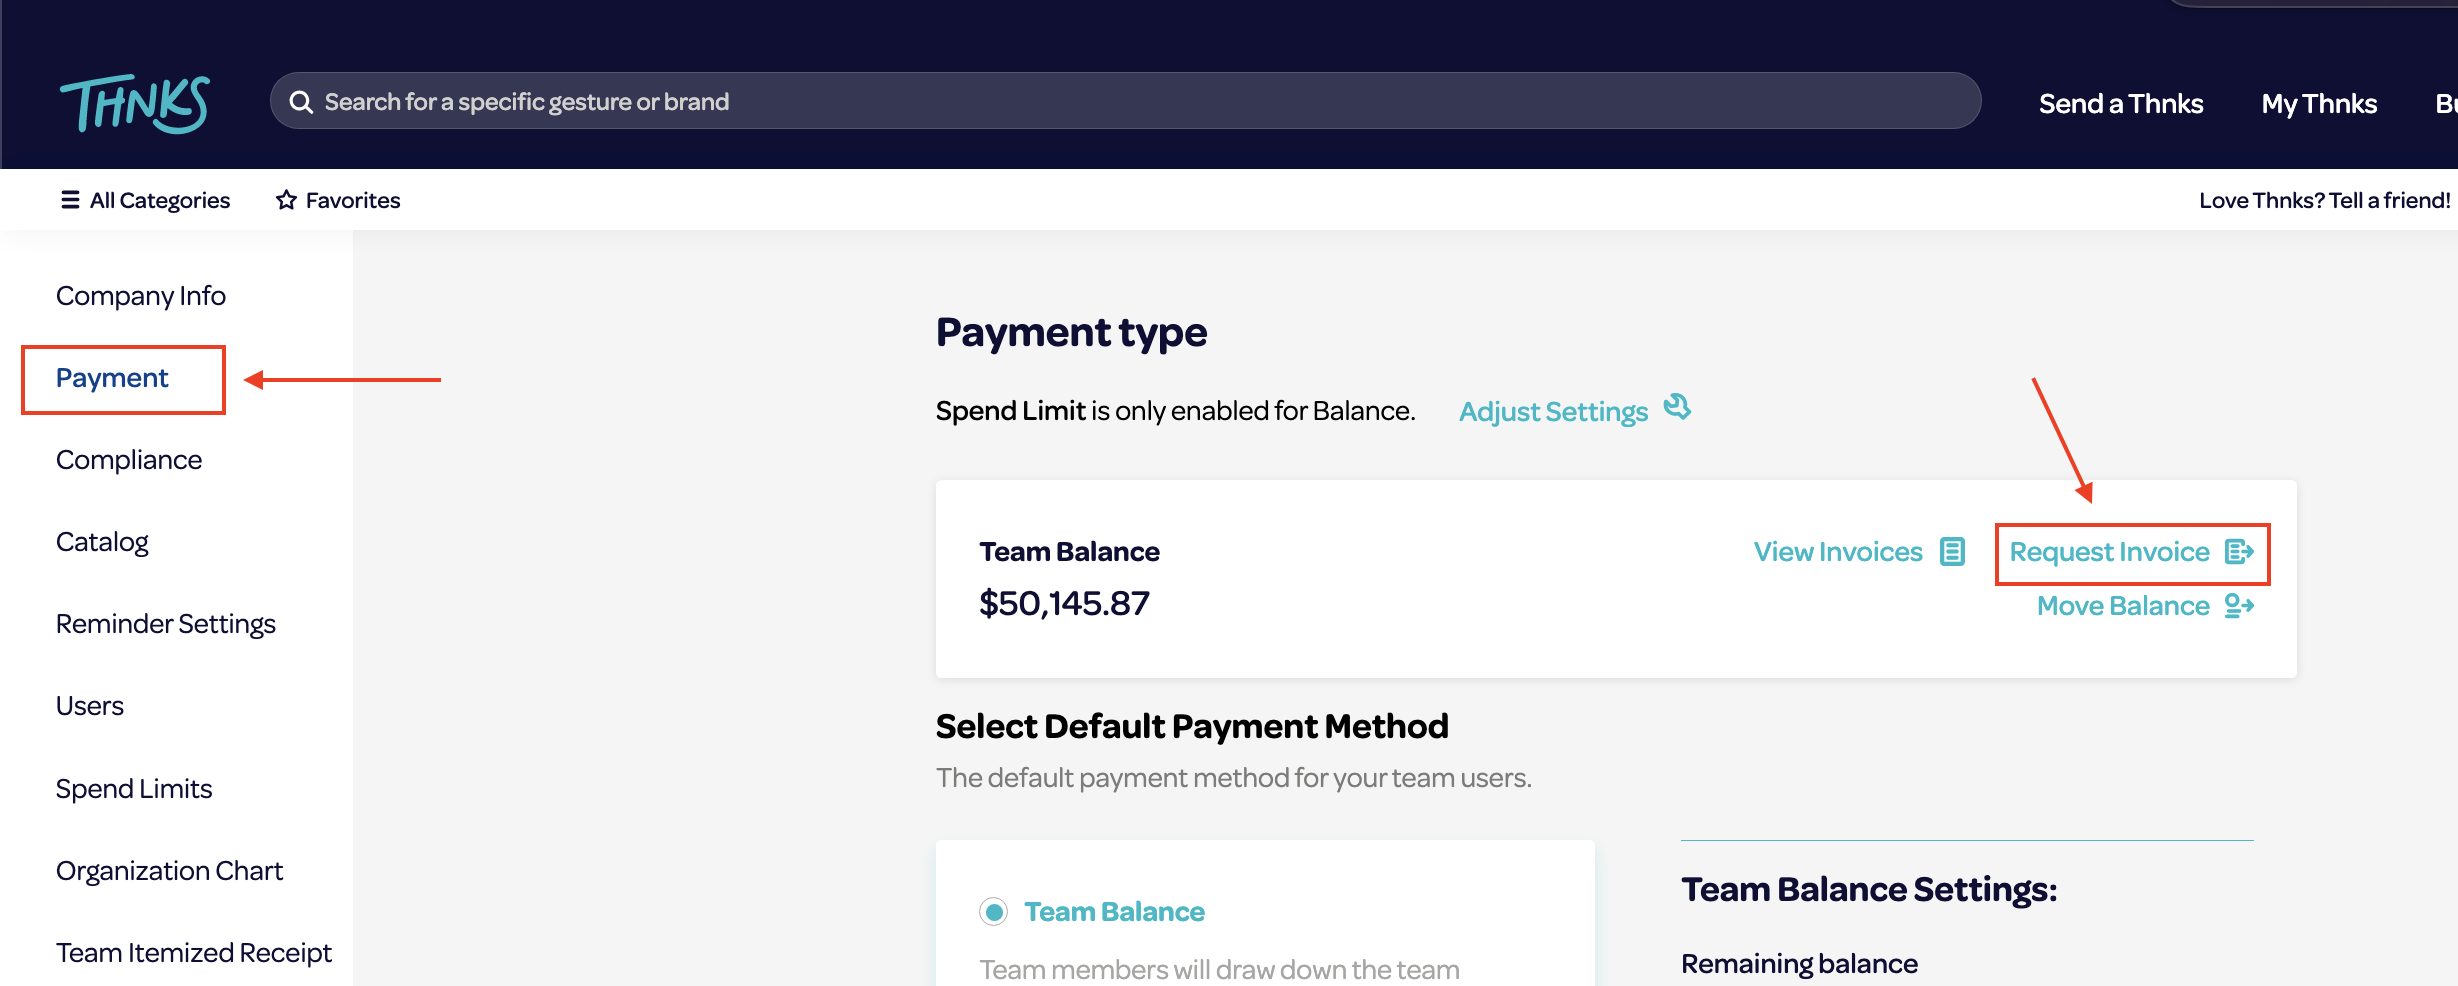 THNKS
Search for a specific gesture or brand
Send a Thnks
My Thnks
All Categories
Favorites
Love Thnks? Tell a friend!
Company Info
Payment
Compliance
Catalog
Reminder Settings
Users
Spend Limits
Organization Chart
Team Itemized Receipt
Payment type
Spend Limit is only enabled for Balance.
Adjust Settings
Team Balance
$50,145.87
View Invoices
Request Invoice
Move Balance
Select Default Payment Method
The default payment method for your team users.
Team Balance
Team members will draw down the team
Team Balance Settings:
Remaining balance